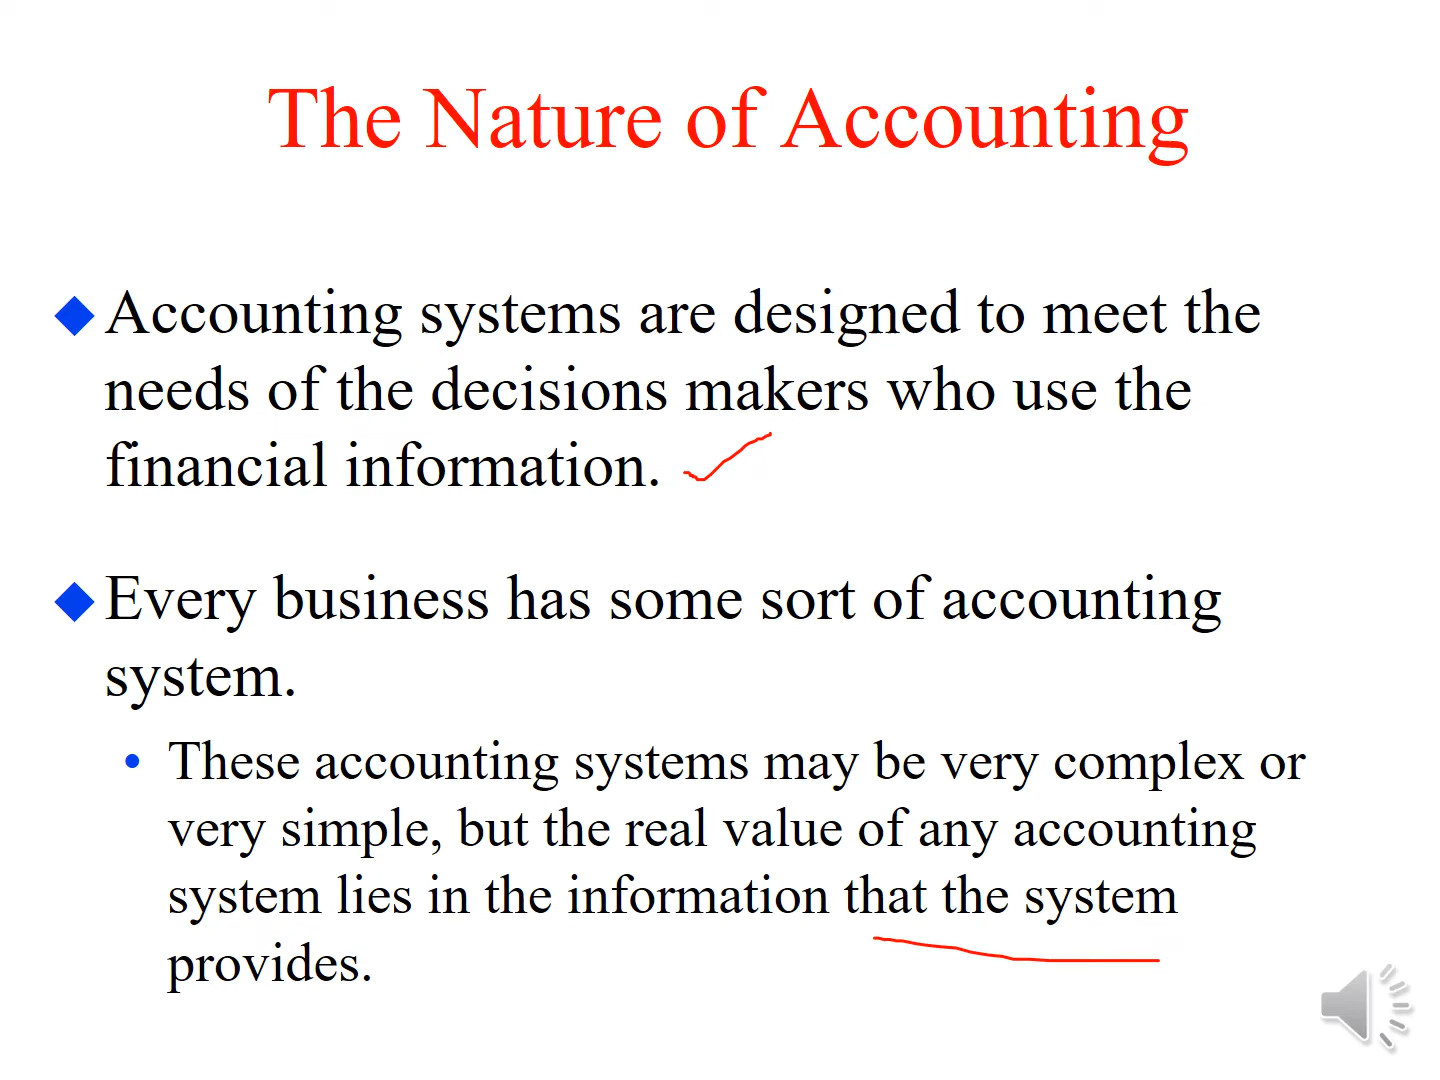 The Nature of Accounting
Accounting systems are designed to meet the
needs of the decisions makers who use the
financial information.
Every business has some sort of accounting
system.
• These accounting systems may be very complex or
very simple, but the real value of any accounting
system lies in the information that the system
provides.